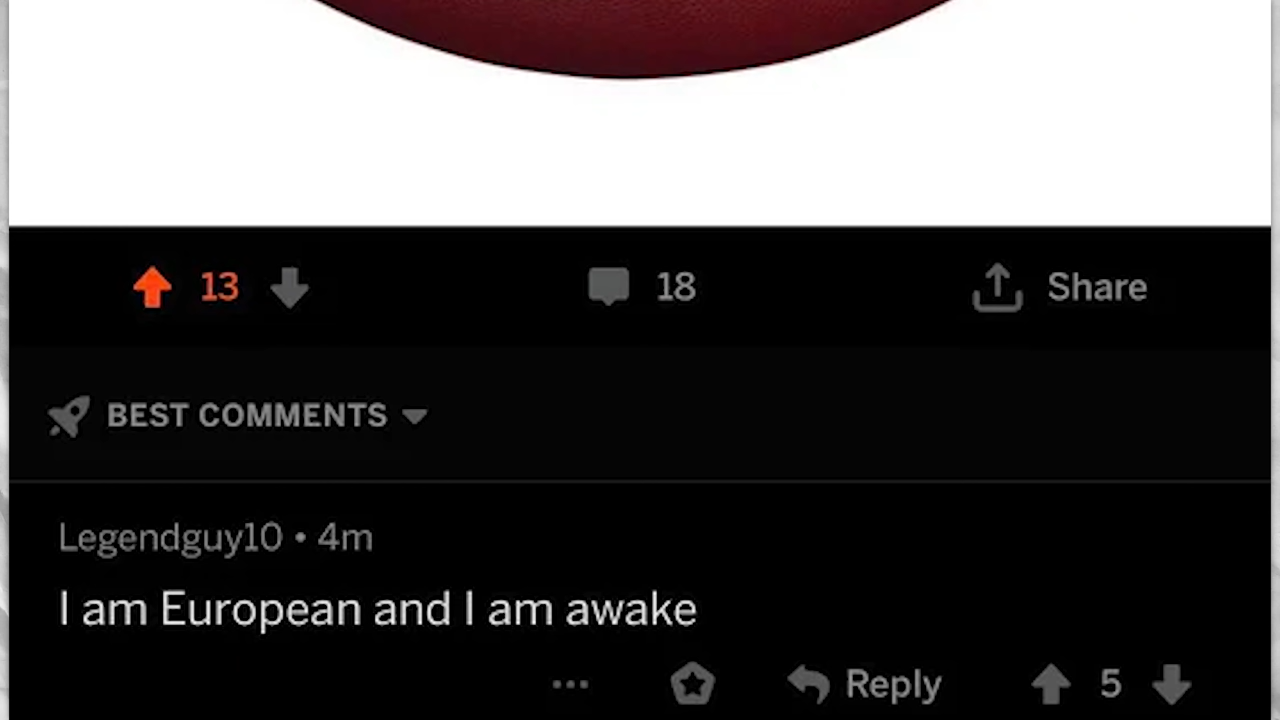 13 18 Share
BEST COMMENTS
Legendguy10 • 4m
I am European and I am awake
... Reply 5